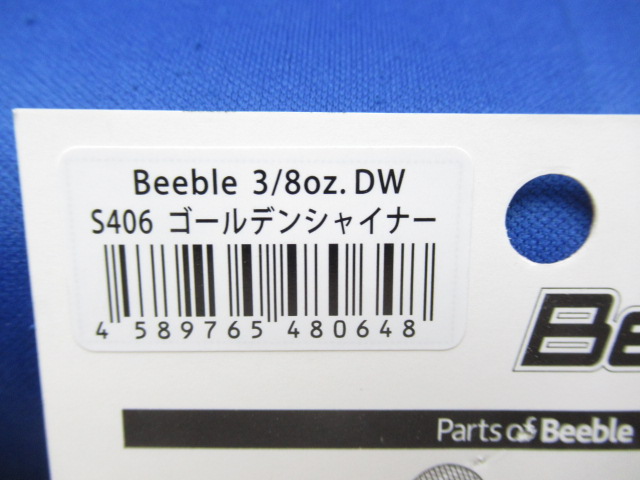 Beeble 3/8oz. DW
S406 ゴールデンシャイナー
4 589765 480648
Be
Parts of Beeble